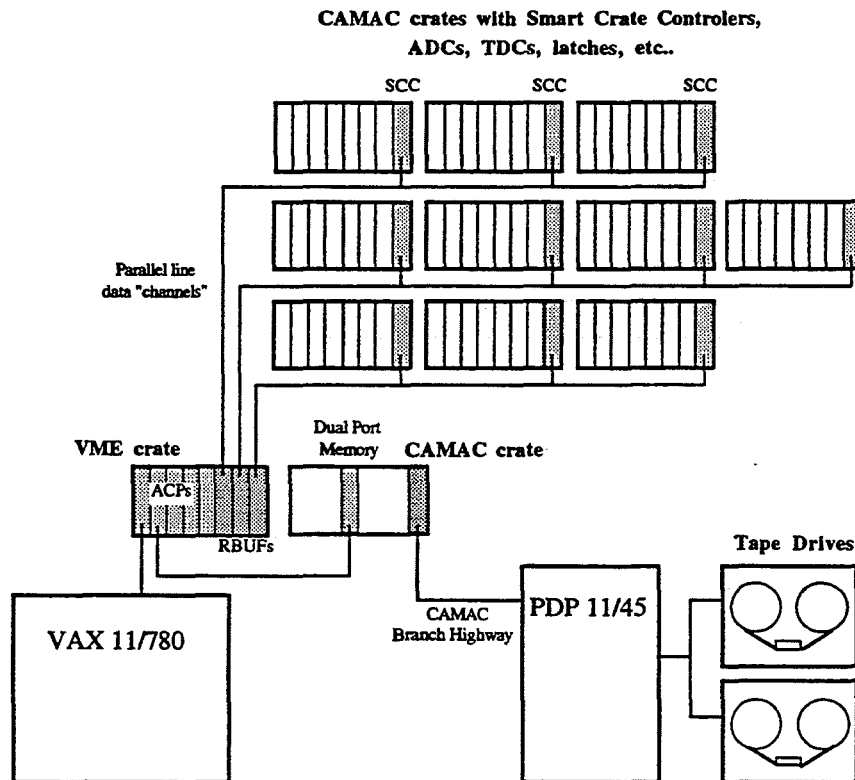 CAMAC crates with Smart Crate Controlers,
ADCs, TDCs, latches, etc..
SCC SCC SCC
Parallel line
data "channels"
Dual Port
Memory
VME crate
CAMAC crate
ACPs
RBUFs
Tape Drives
VAX 11/780
CAMAC
Branch Highway
PDP 11/45